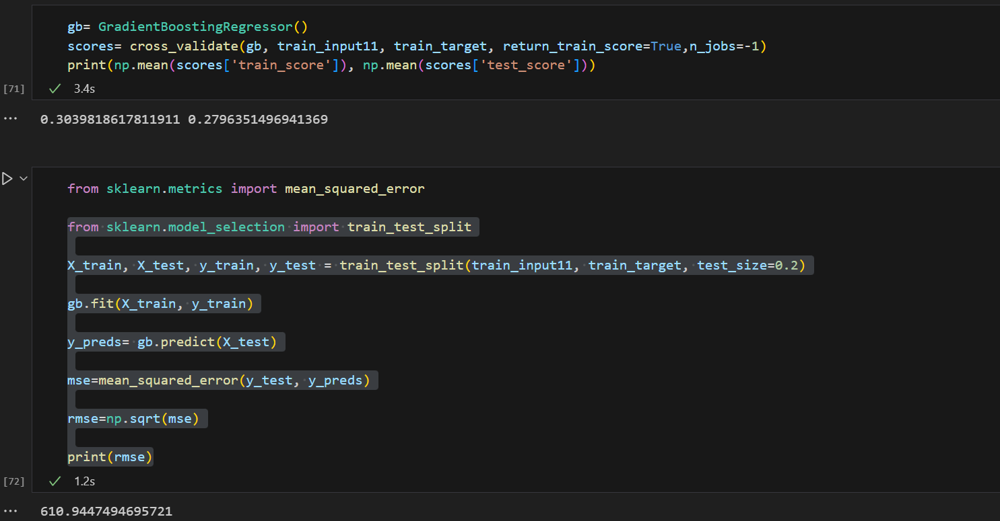 gb= GradientBoostingRegressor()
scores= cross_validate(gb, train_input11, train_target, return_train_score=True,n_jobs=-1)
print(np.mean(scores['train_score']), np.mean(scores['test_score']))
[71]
3.4s
0.3039818617811911 0.2796351496941369
from sklearn.metrics import mean_squared_error
from sklearn.model_selection import train_test_split
X_train, X_test, y_train, y_test = train_test_split(train_input11, train_target, test_size=0.2)
gb.fit(X_train, y_train)
y_preds= gb.predict(X_test)
mse=mean_squared_error(y_test, y_preds)
rmse=np.sqrt(mse)
print(rmse)
[72]
1.2s
610.9447494695721